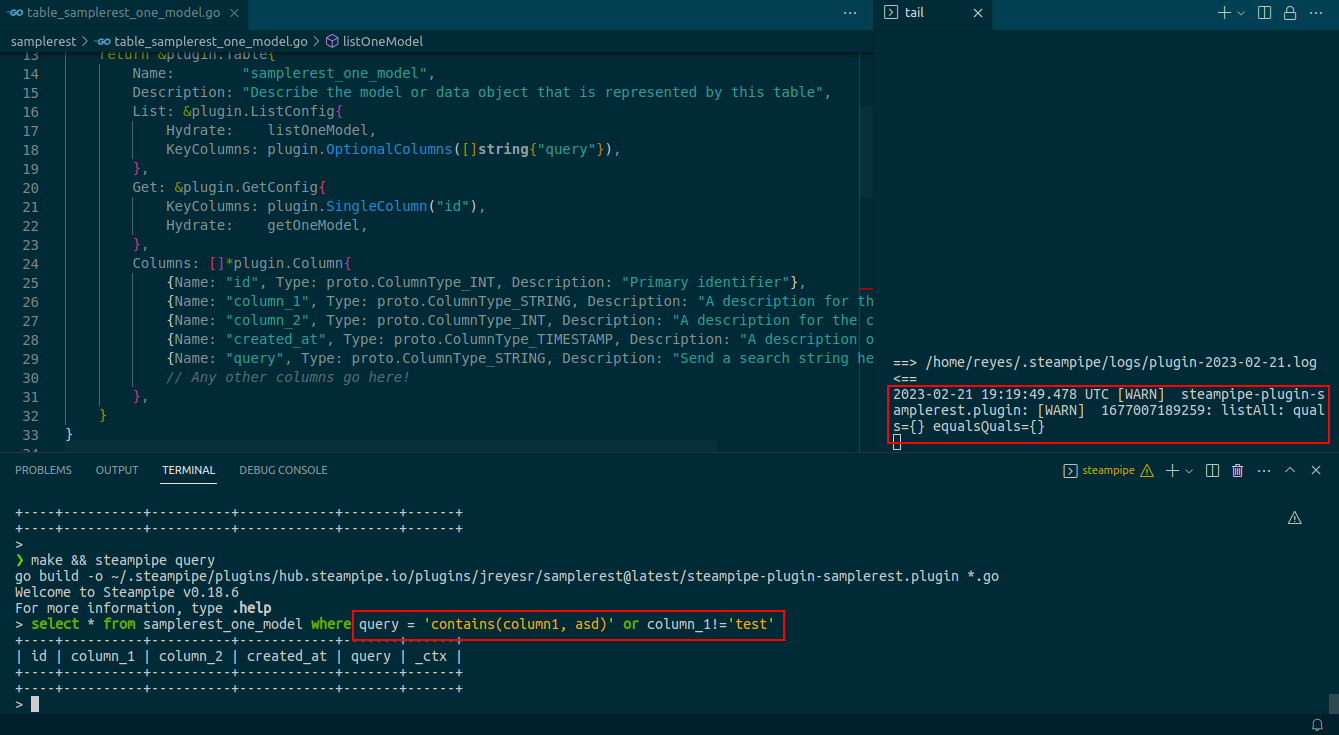 GO table_samplerest_one_model.go
tail
samplerest > GO table_samplerest_one_model.go > listOneModel
13 return &plugin.Table{
14 Name: "samplerest_one_model",
15 Description: "Describe the model or data object that is represented by this table",
16 List: &plugin.ListConfig{
17 Hydrate: listOneModel,
18 KeyColumns: plugin.OptionalColumns([]string{"query"}),
19 },
20 Get: &plugin.GetConfig{
21 KeyColumns: plugin.SingleColumn("id"),
22 Hydrate: getOneModel,
23 },
24 Columns: []*plugin.Column{
25 {Name: "id", Type: proto.ColumnType_INT, Description: "Primary identifier"},
26 {Name: "column_1", Type: proto.ColumnType_STRING, Description: "A description for th
27 {Name: "column_2", Type: proto.ColumnType_INT, Description: "A description for the c
28 {Name: "created_at", Type: proto.ColumnType_TIMESTAMP, Description: "A description o
29 {Name: "query", Type: proto.ColumnType_STRING, Description: "Send a search string he
30 // Any other columns go here!
31 },
32 }
33 }
34
==> /home/reyes/.steampipe/logs/plugin-2023-02-21.log
<==
2023-02-21 19:19:49.478 UTC [WARN]  steampipe-plugin-s
amplerest.plugin: [WARN]  1677007189259: listAll: qual
s={} equalsQuals={}
PROBLEMS OUTPUT TERMINAL DEBUG CONSOLE
steampipe
+----+----------+----------+------------+-------+------+
+----+----------+----------+------------+-------+------+
>
❯ make && steampipe query
go build -o ~/.steampipe/plugins/hub.steampipe.io/plugins/jreyesr/samplerest@latest/steampipe-plugin-samplerest.plugin *.go
Welcome to Steampipe v0.18.6
For more information, type .help
> select * from samplerest_one_model where query = 'contains(column1, asd)' or column_1!='test'
+----+----------+----------+------------+-------+------+
| id | column_1 | column_2 | created_at | query | _ctx |
+----+----------+----------+------------+-------+------+
+----+----------+----------+------------+-------+------+
>